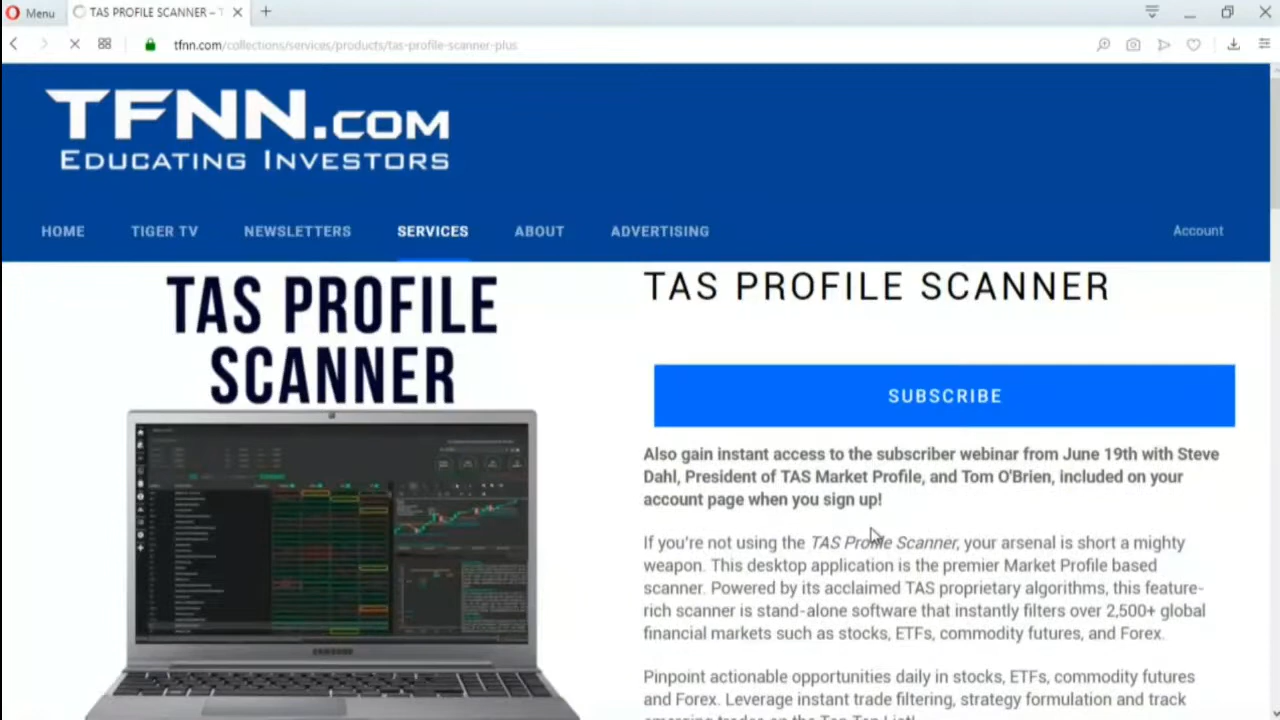 Menu
TAS PROFILE SCANNER –
tfnn.com/collections/services/products/tas-profile-scanner-plus
TFNN.COM
EDUCATING INVESTORS
HOME TIGER TV NEWSLETTERS SERVICES ABOUT ADVERTISING Account
TAS PROFILE
SCANNER
TAS PROFILE SCANNER
SUBSCRIBE
Also gain instant access to the subscriber webinar from June 19th with Steve
Dahl, President of TAS Market Profile, and Tom O'Brien, included on your
account page when you sign up!
If you're not using the TAS Profile Scanner, your arsenal is short a mighty
weapon. This desktop application is the premier Market Profile based
scanner. Powered by its acclaimed TAS proprietary algorithms, this feature-
rich scanner is stand-alone software that instantly filters over 2,500+ global
financial markets such as stocks, ETFs, commodity futures, and Forex.
Pinpoint actionable opportunities daily in stocks, ETFs, commodity futures
and Forex. Leverage instant trade filtering, strategy formulation and track
emerging trades on the Top Ten List!
SAMSUNG